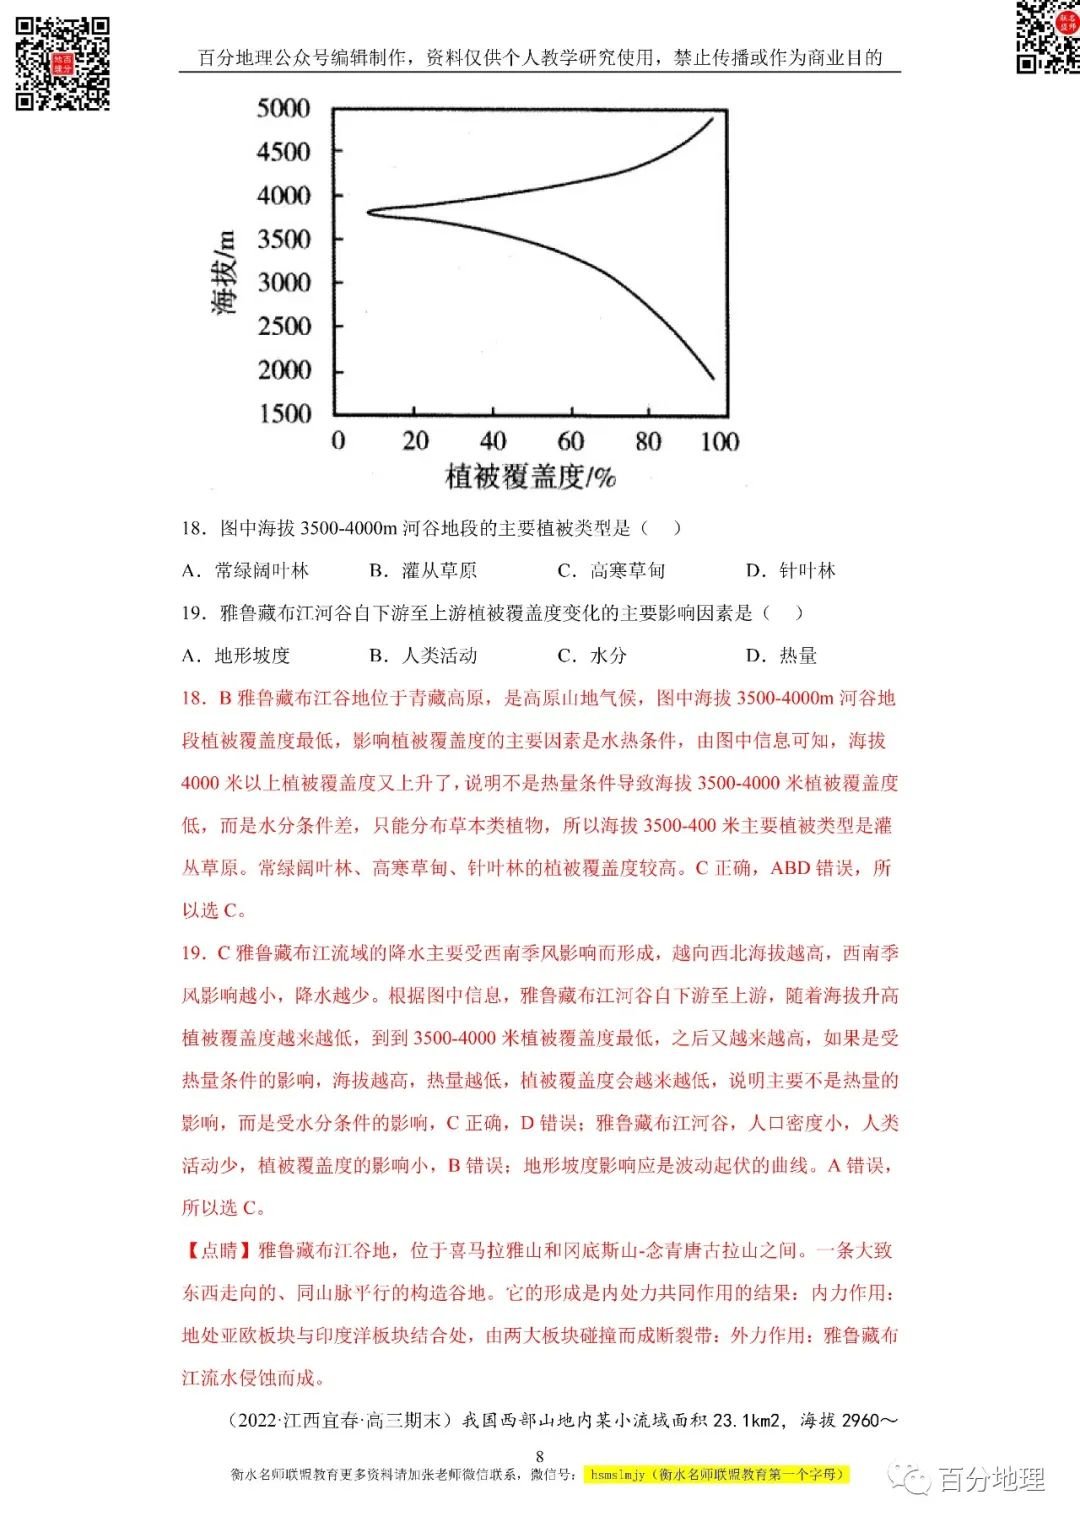 百分地理公众号编辑制作，资料仅供个人教学研究使用，禁止传播或作为商业目的
5000
4500
4000
3500
3000
2500
2000
1500
海拔/m
0 20 40 60 80 100
植被覆盖度/%
18．图中海拔 3500-4000m 河谷地段的主要植被类型是（ ）
A．常绿阔叶林 B．灌丛草原 C．高寒草甸 D．针叶林
19．雅鲁藏布江河谷自下游至上游植被覆盖度变化的主要影响因素是（ ）
A．地形坡度 B．人类活动 C．水分 D．热量
18．B 雅鲁藏布江谷地位于青藏高原，是高原山地气候，图中海拔 3500-4000m 河谷地
段植被覆盖度最低，影响植被覆盖度的主要因素是水热条件，由图中信息可知，海拔
4000 米以上植被覆盖度又上升了，说明不是热量条件导致海拔 3500-4000 米植被覆盖度
低，而是水分条件差，只能分布草本类植物，所以海拔 3500-400 米主要植被类型是灌
丛草原。常绿阔叶林、高寒草甸、针叶林的植被覆盖度较高。C 正确，ABD 错误，所
以选 C。
19．C 雅鲁藏布江流域的降水主要受西南季风影响而形成，越向西北海拔越高，西南季
风影响越小，降水越少。根据图中信息，雅鲁藏布江河谷自下游至上游，随着海拔升高
植被覆盖度越来越低，到到 3500-4000 米植被覆盖度最低，之后又越来越高，如果是受
热量条件的影响，海拔越高，热量越低，植被覆盖度会越来越低，说明主要不是热量的
影响，而是受水分条件的影响，C 正确，D 错误；雅鲁藏布江河谷，人口密度小，人类
活动少，植被覆盖度的影响小，B 错误；地形坡度影响应是波动起伏的曲线。A 错误，
所以选 C。
【点睛】雅鲁藏布江谷地，位于喜马拉雅山和冈底斯山-念青唐古拉山之间。一条大致
东西走向的、同山脉平行的构造谷地。它的形成是内处力共同作用的结果：内力作用：
地处亚欧板块与印度洋板块结合处，由两大板块碰撞而成断裂带：外力作用：雅鲁藏布
江流水侵蚀而成。
（2022·江西宜春·高三期末）我国西部山地内某小流域面积 23.1km2，海拔 2960～
8
衡水名师联盟教育更多资料请加张老师微信联系，微信号： hsmslmjy（衡水名师联盟教育第一个字母）
百分地理